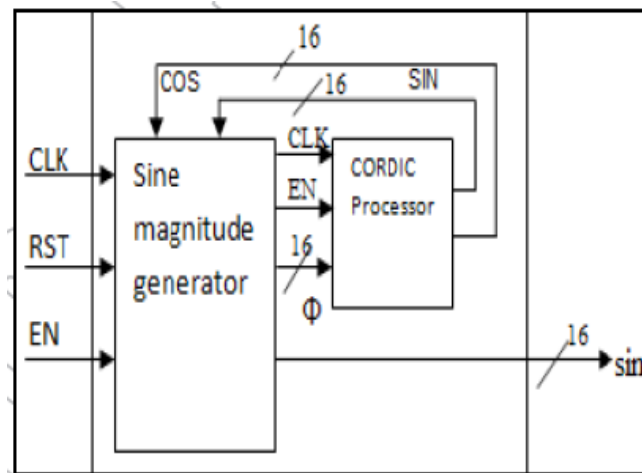 16
COS
16
SIN
CLK
CLK
Sine
magnitude
generator
CORDIC
Processor
EN
RST
16
Φ
EN
16
sin